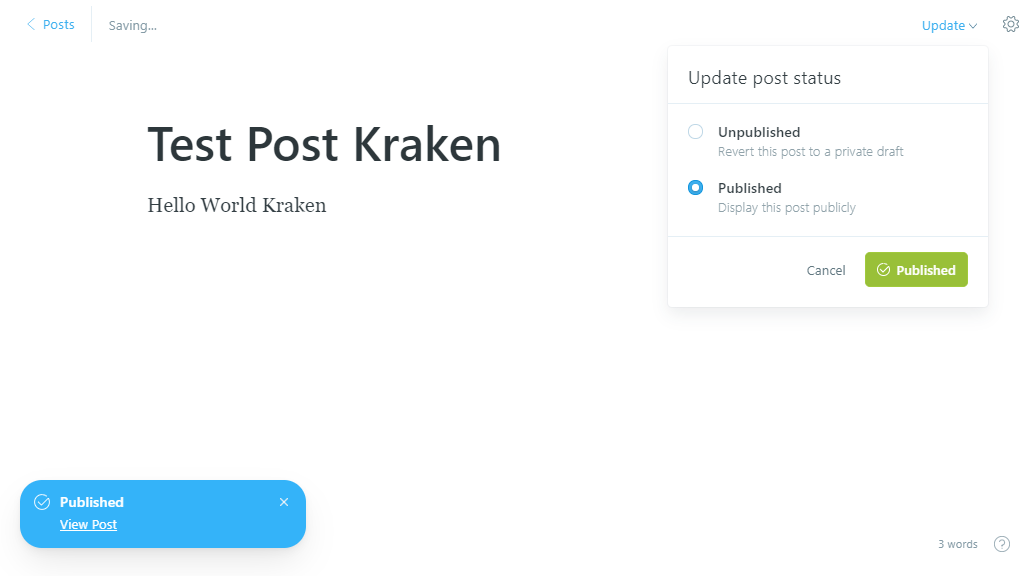 Posts
Saving...
Update
Update post status
Unpublished
Revert this post to a private draft
Published
Display this post publicly
Cancel
Published
Test Post Kraken
Hello World Kraken
Published
View Post
3 words
?